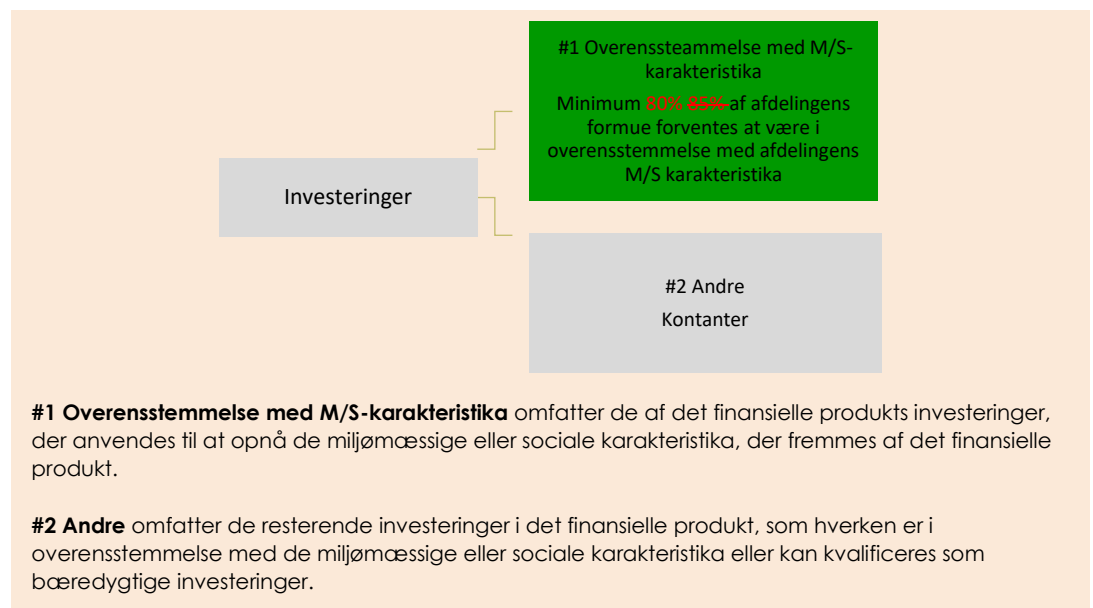 #1 Overenssteammelse med M/S-
karakteristika
Minimum 80% 85% af afdelingens
formue forventes at være i
overensstemmelse med afdelingens
M/S karakteristika
Investeringer
#2 Andre
Kontanter
#1 Overensstemmelse med M/S-karakteristika omfatter de af det finansielle produkts investeringer,
der anvendes til at opnå de miljømæssige eller sociale karakteristika, der fremmes af det finansielle
produkt.
#2 Andre omfatter de resterende investeringer i det finansielle produkt, som hverken er i
overensstemmelse med de miljømæssige eller sociale karakteristika eller kan kvalificeres som
bæredygtige investeringer.